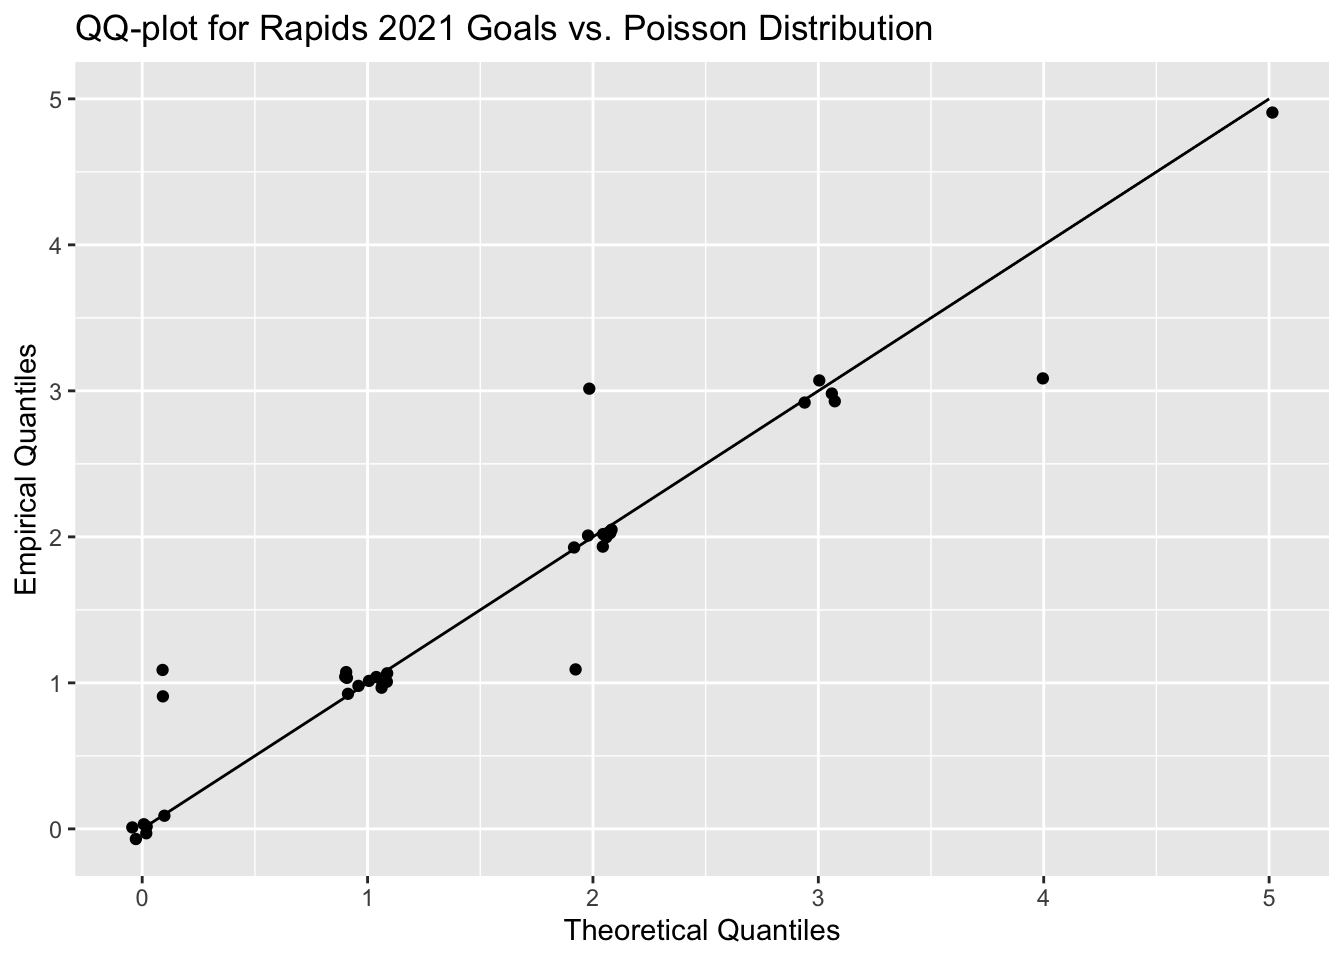 QQ-plot for Rapids 2021 Goals vs. Poisson Distribution
5
4
3
2
1
0
Empirical Quantiles
0 1 2 3 4 5
Theoretical Quantiles